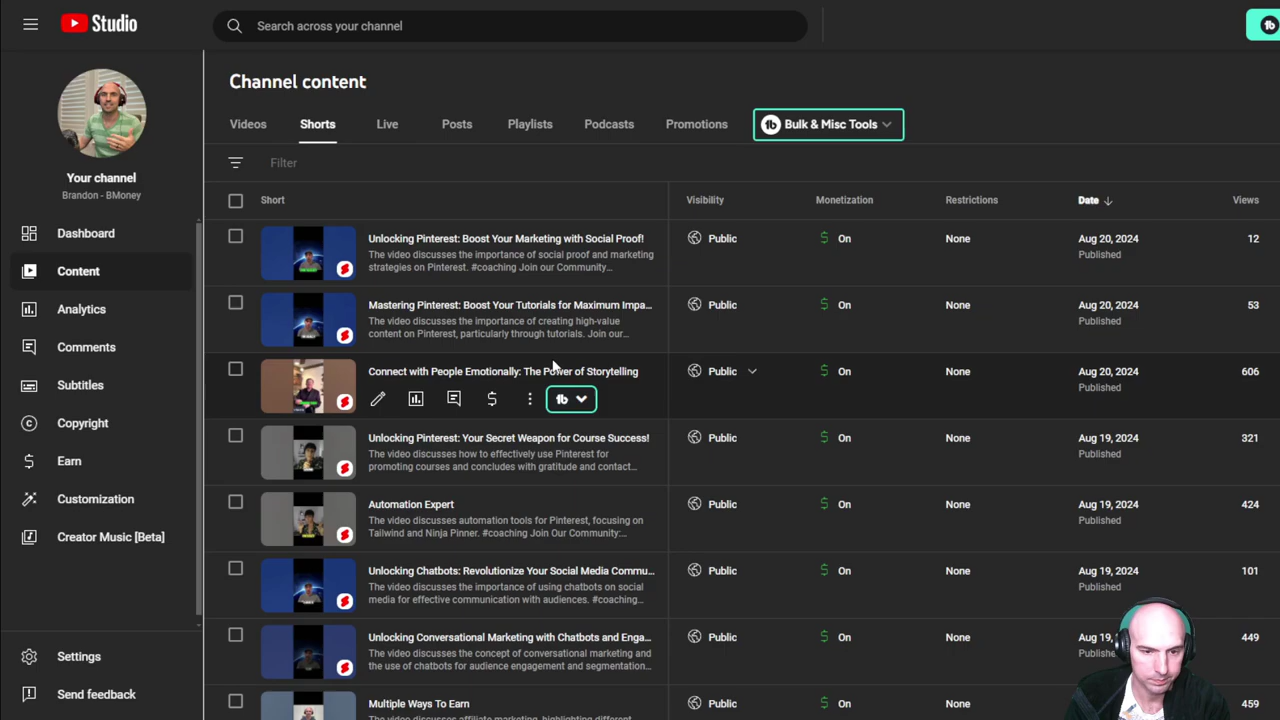 Studio
Search across your channel
Your channel
Brandon - BMoney
Dashboard
Content
Analytics
Comments
Subtitles
Copyright
Earn
Customization
Creator Music [Beta]
Settings
Send feedback
Channel content
Videos Shorts Live Posts Playlists Podcasts Promotions tb Bulk & Misc Tools
Filter
Short Visibility Monetization Restrictions Date Views
Unlocking Pinterest: Boost Your Marketing with Social Proof! Public $ On None Aug 20, 2024 12
The video discusses the importance of social proof and marketing Published
strategies on Pinterest. #coaching Join our Community...
Mastering Pinterest: Boost Your Tutorials for Maximum Impa... Public $ On None Aug 20, 2024 53
The video discusses the importance of creating high-value Published
content on Pinterest, particularly through tutorials. Join our...
Connect with People Emotionally: The Power of Storytelling Public $ On None Aug 20, 2024 606
Published
$ tb
Unlocking Pinterest: Your Secret Weapon for Course Success! Public $ On None Aug 19, 2024 321
The video discusses how to effectively use Pinterest for Published
promoting courses and concludes with gratitude and contact...
Automation Expert Public $ On None Aug 19, 2024 424
The video discusses automation tools for Pinterest, focusing on Published
Tailwind and Ninja Pinner. #coaching Join Our Community:...
Unlocking Chatbots: Revolutionize Your Social Media Commu... Public $ On None Aug 19, 2024 101
The video discusses the importance of using chatbots on social Published
media for effective communication with audiences. #coaching
Unlocking Conversational Marketing with Chatbots and Enga... Public $ On None Aug 19, 449
The video discusses the concept of conversational marketing Publishe
and the use of chatbots for audience engagement and segmentation...
Multiple Ways To Earn Public $ On None Aug 459
The video discusses affiliate marketing, highlighting different